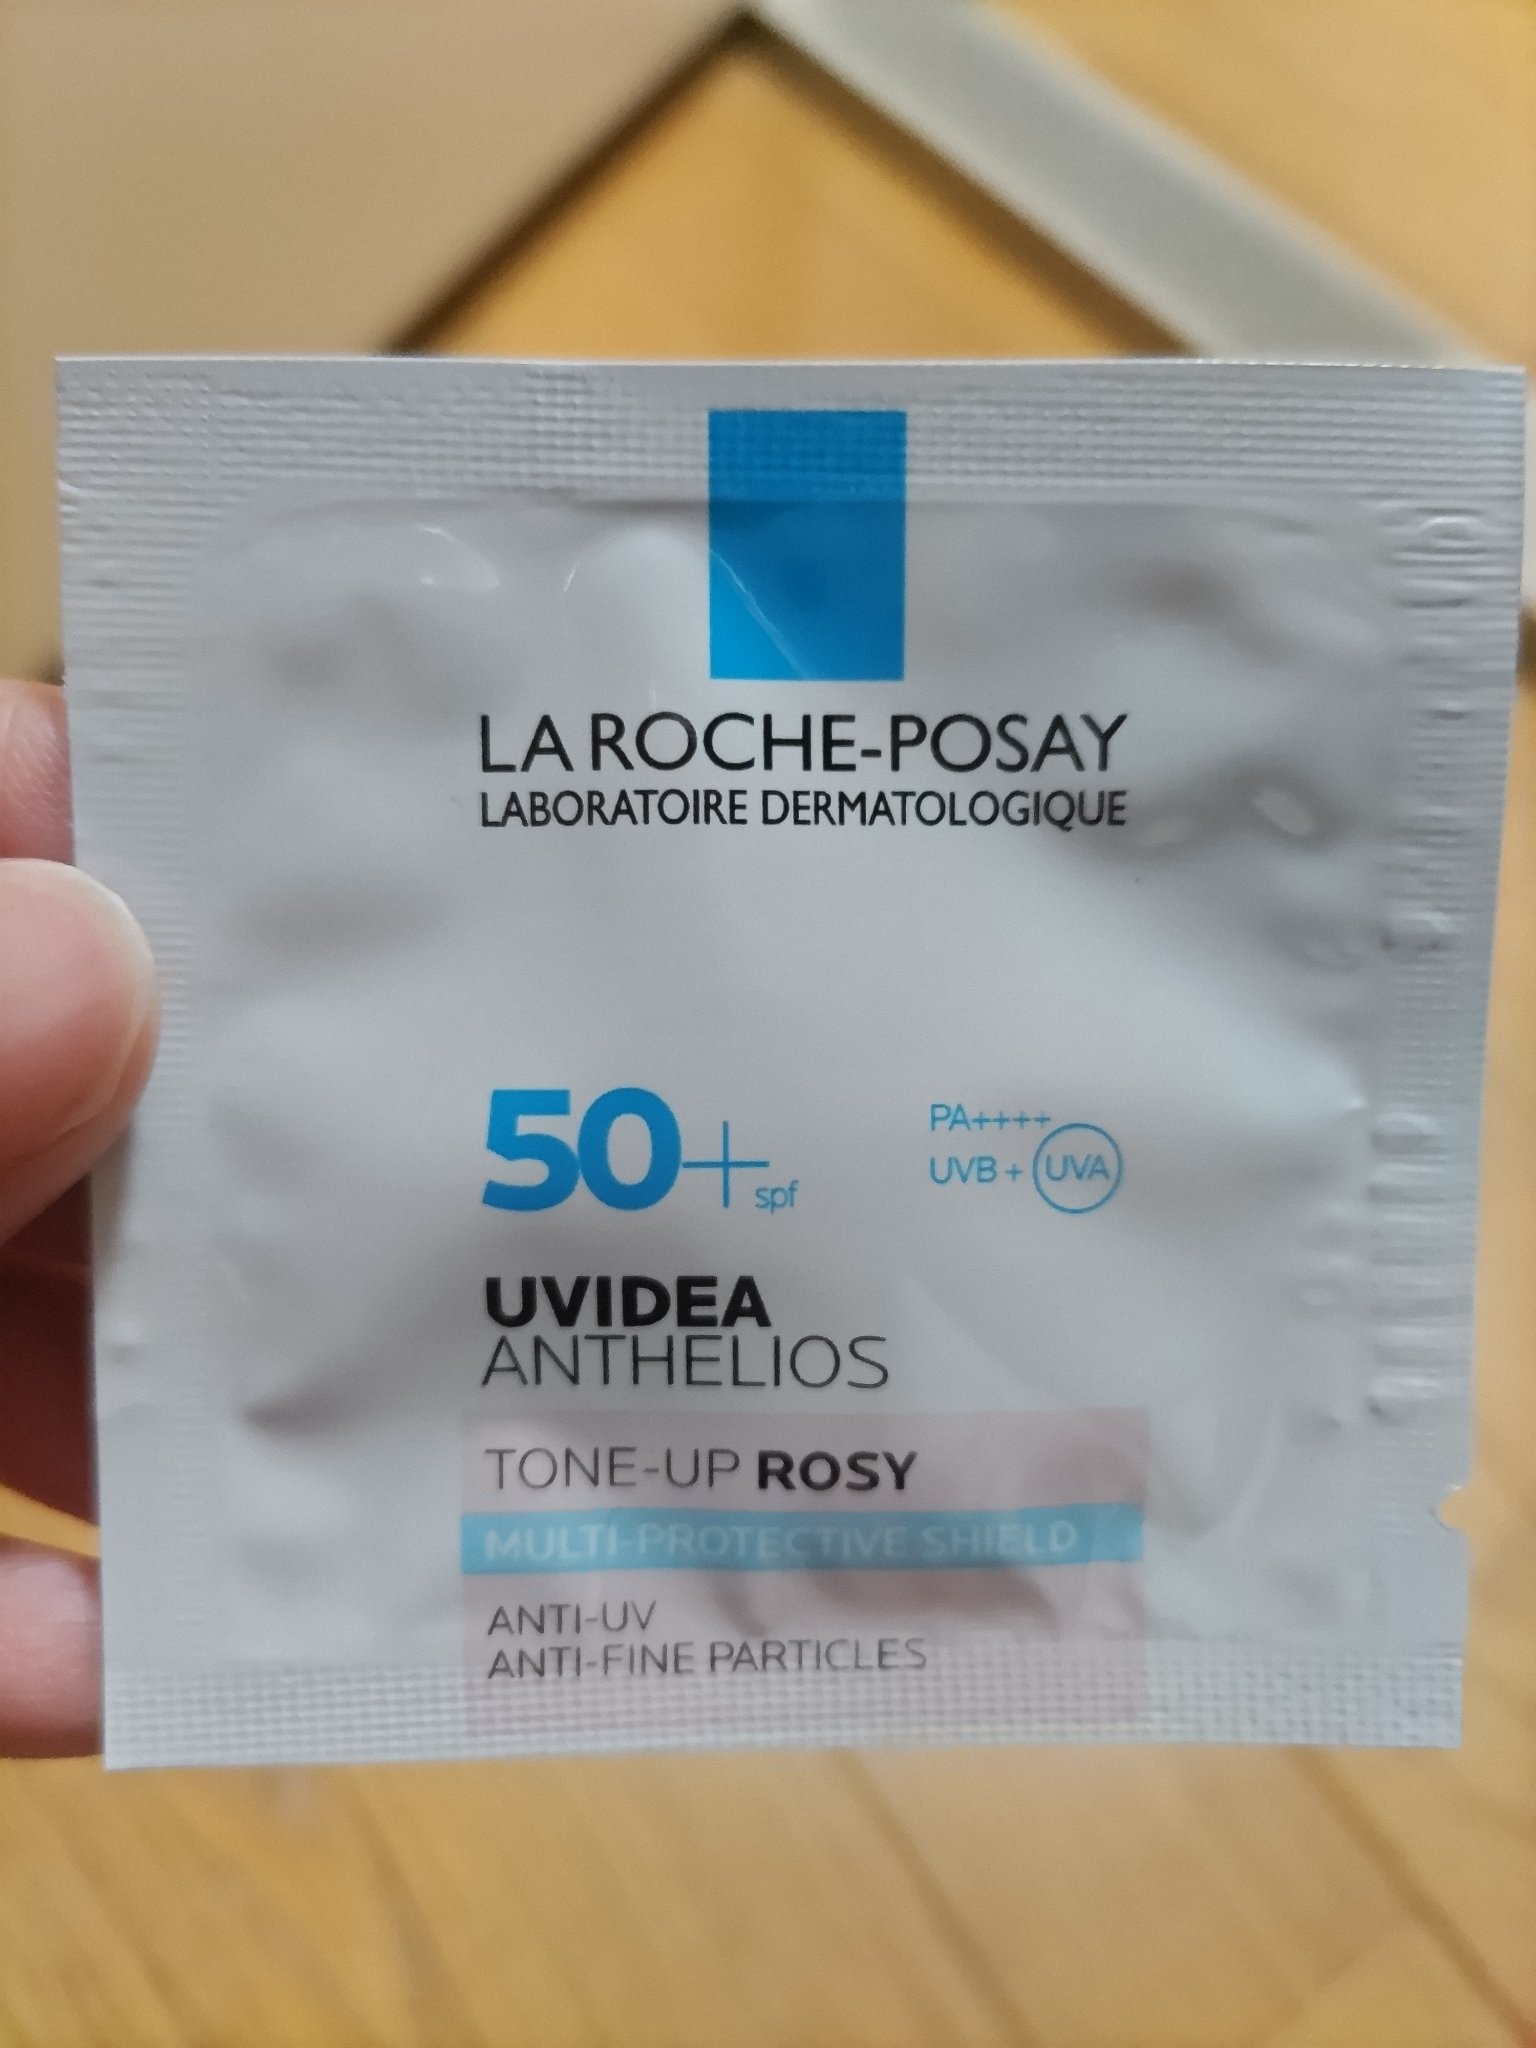 LA ROCHE-POSAY
LABORATOIRE DERMATOLOGIQUE
50+ spf
PA++++
UVB + UVA
UVIDEA
ANTHELIOS
TONE-UP ROSY
MULTI-PROTECTIVE SHIELD
ANTI-UV
ANTI-FINE PARTICLES